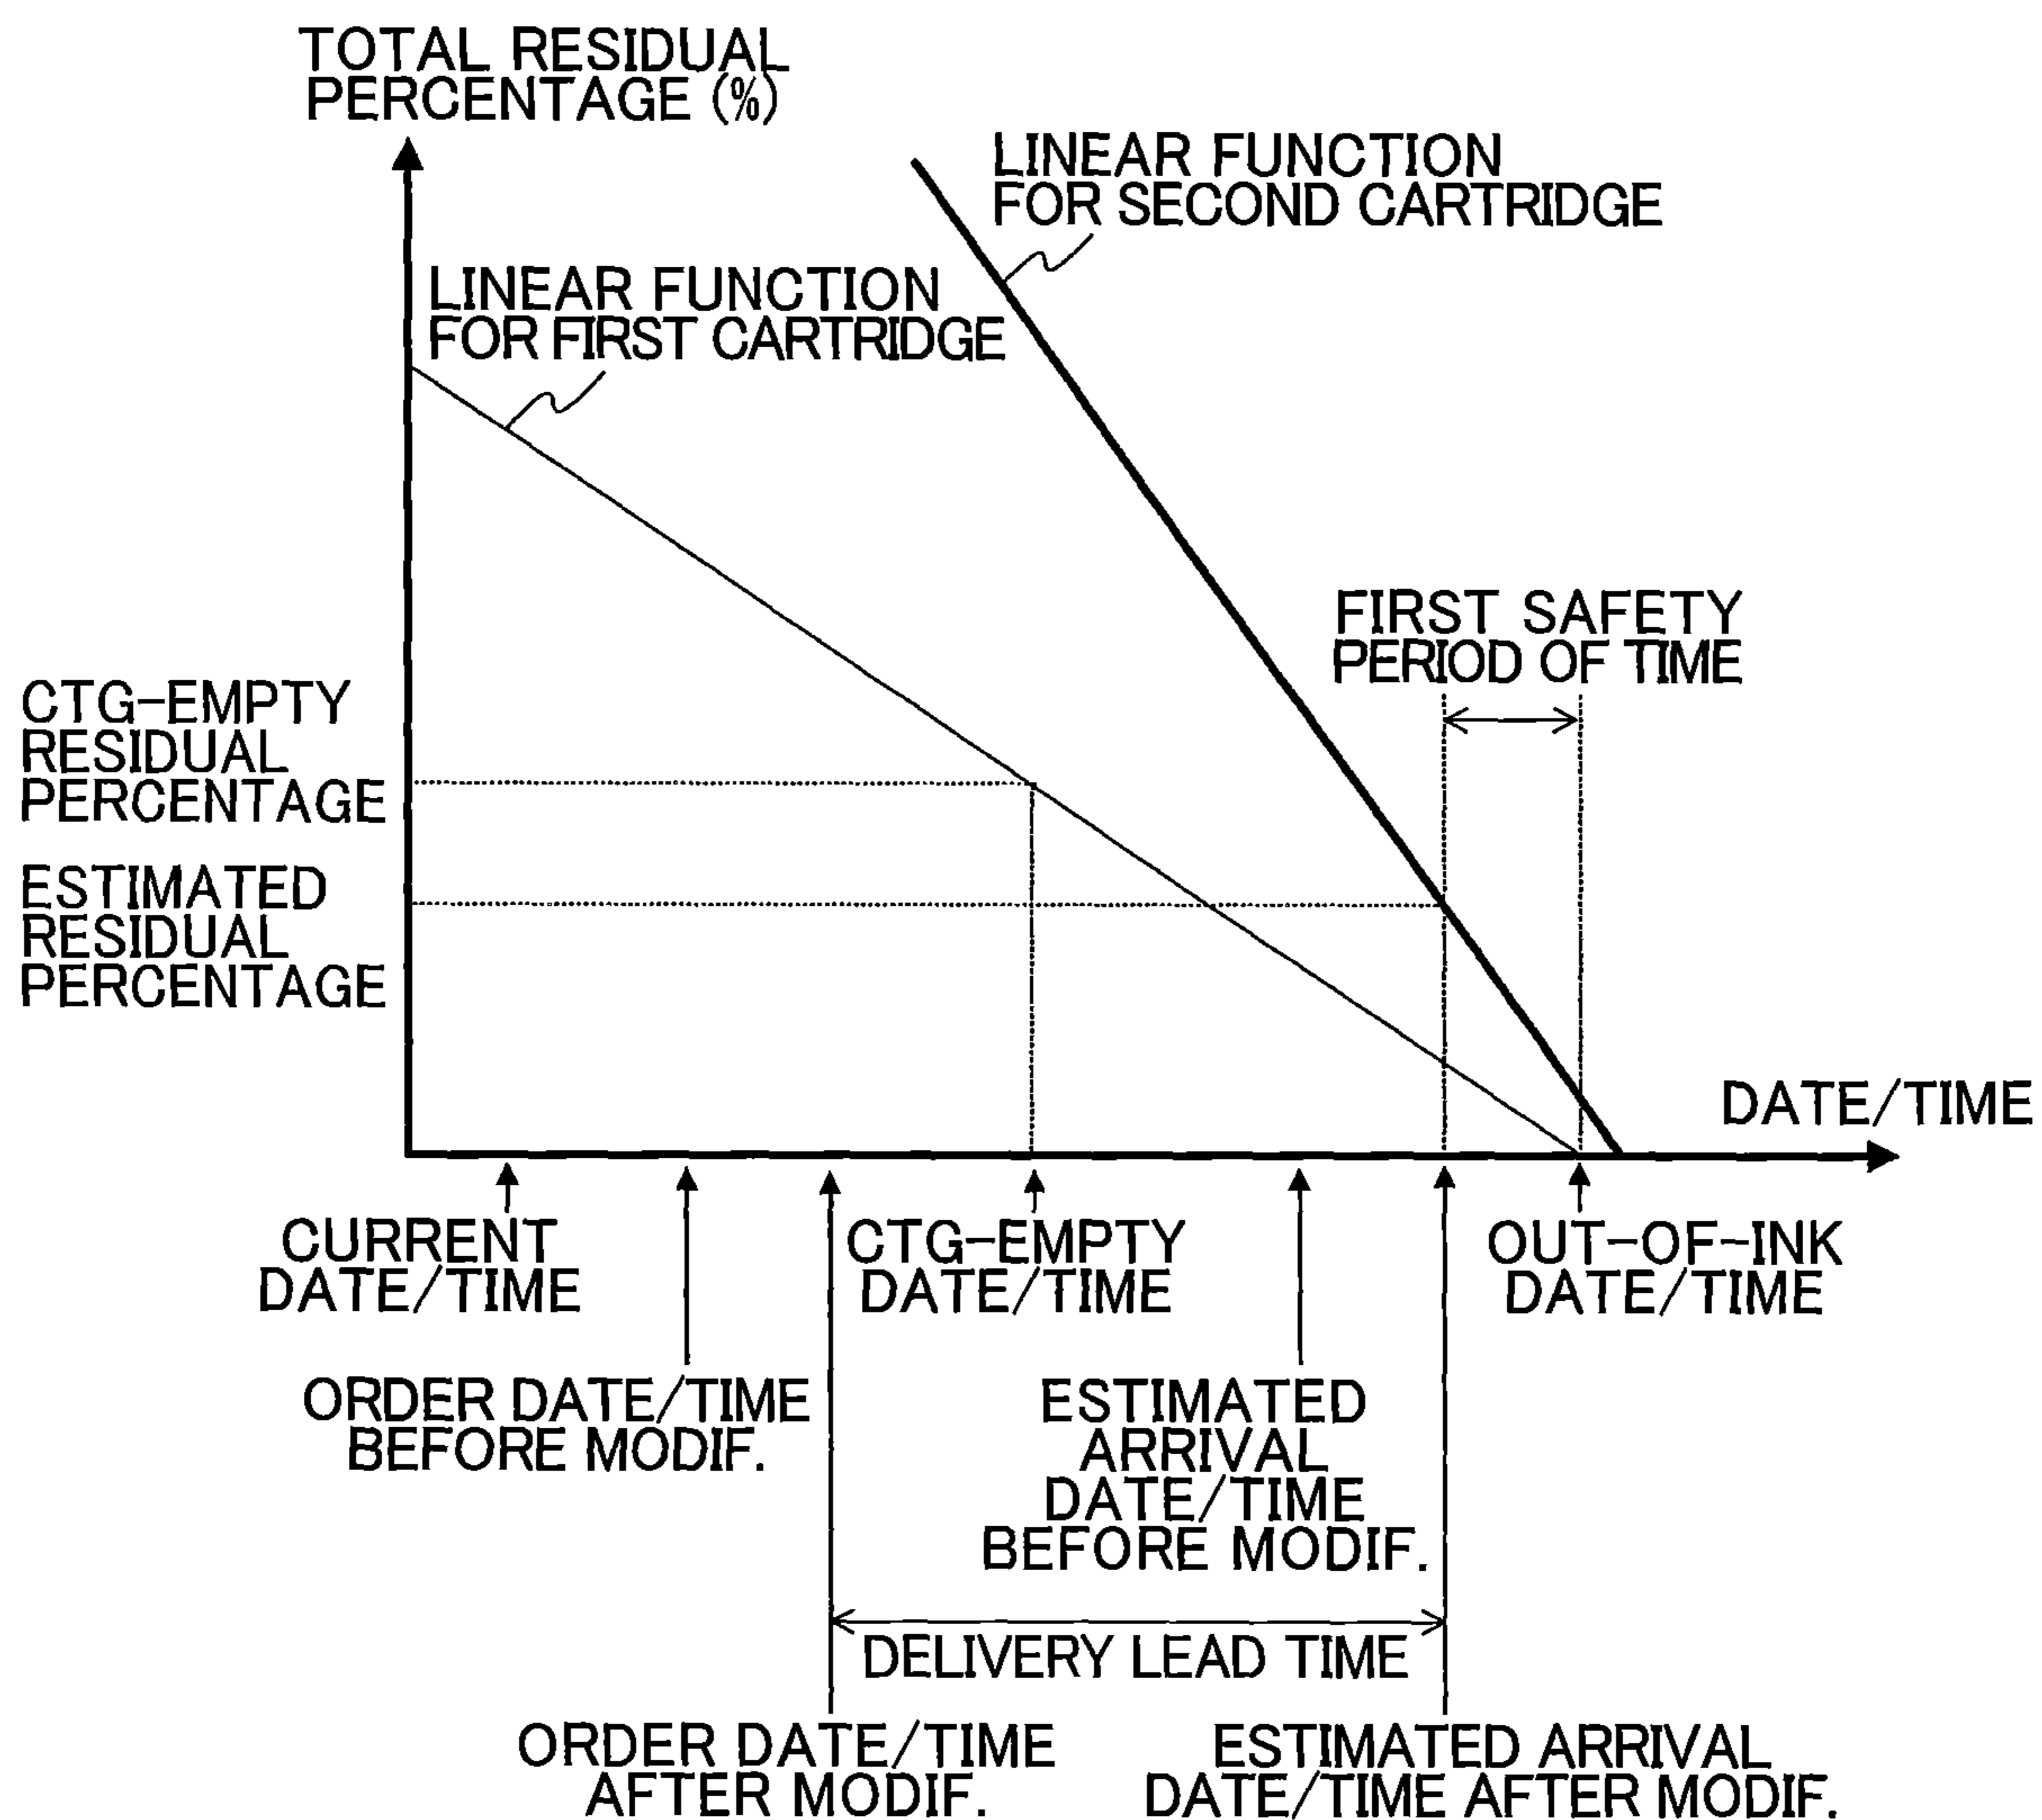 TOTAL RESIDUAL
PERCENTAGE (%)
LINEAR FUNCTION
FOR SECOND CARTRIDGE
LINEAR FUNCTION
FOR FIRST CARTRIDGE
FIRST SAFETY
PERIOD OF TIME
CTG-EMPTY
RESIDUAL
PERCENTAGE
ESTIMATED
RESIDUAL
PERCENTAGE
DATE/TIME
CURRENT
DATE/TIME
CTG-EMPTY
DATE/TIME
OUT-OF-INK
DATE/TIME
ORDER DATE/TIME
BEFORE MODIF.
ESTIMATED
ARRIVAL
DATE/TIME
BEFORE MODIF.
DELIVERY LEAD TIME
ORDER DATE/TIME
AFTER MODIF.
ESTIMATED ARRIVAL
DATE/TIME AFTER MODIF.